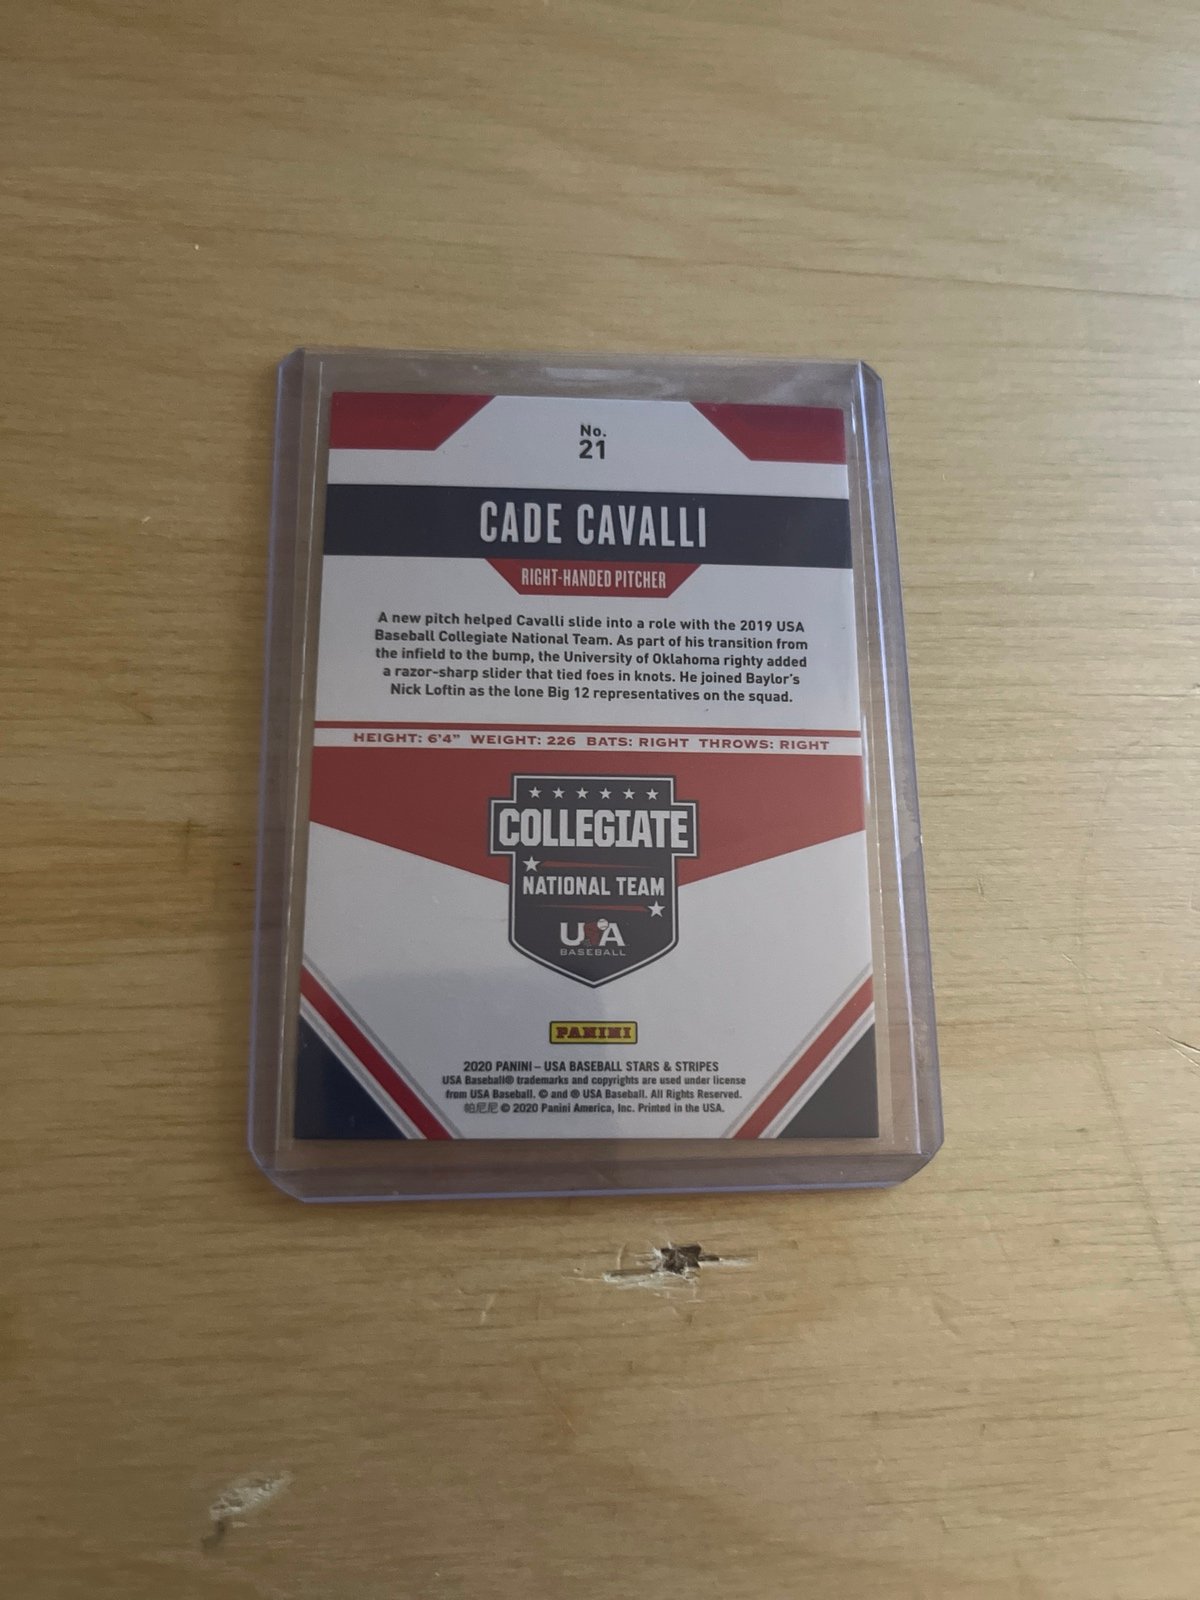 No.
21
CADE CAVALLI
RIGHT-HANDED PITCHER
A new pitch helped Cavalli slide into a role with the 2019 USA
Baseball Collegiate National Team. As part of his transition from
the infield to the bump, the University of Oklahoma righty added
a razor-sharp slider that tied foes in knots. He joined Baylor's
Nick Loftin as the lone Big 12 representatives on the squad.
HEIGHT: 6'4" WEIGHT: 226 BATS: RIGHT THROWS: RIGHT
COLLEGIATE
NATIONAL TEAM
USA
BASEBALL
PANINI
2020 PANINI – USA BASEBALL STARS & STRIPES
USA Baseball® trademarks and copyrights are used under license
from USA Baseball. © and ® USA Baseball. All Rights Reserved.
帕尼尼 © 2020 Panini America, Inc. Printed in the USA.